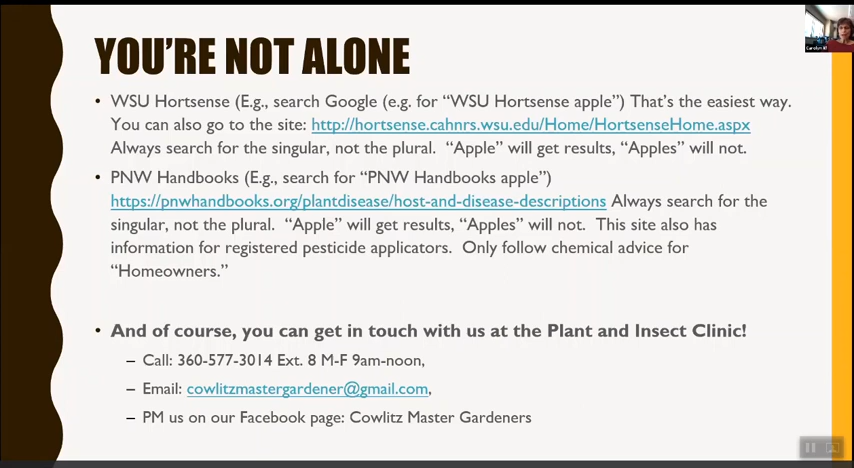 YOU'RE NOT ALONE
• WSU Hortsense (E.g., search Google (e.g. for “WSU Hortsense apple”) That's the easiest way.
You can also go to the site: http://hortsense.cahnrs.wsu.edu/Home/HortsenseHome.aspx
Always search for the singular, not the plural. “Apple” will get results, “Apples” will not.
• PNW Handbooks (E.g., search for “PNW Handbooks apple”)
https://pnwhandbooks.org/plantdisease/host-and-disease-descriptions Always search for the
singular, not the plural. “Apple” will get results, “Apples” will not. This site also has
information for registered pesticide applicators. Only follow chemical advice for
“Homeowners.”
• And of course, you can get in touch with us at the Plant and Insect Clinic!
– Call: 360-577-3014 Ext. 8 M-F 9am-noon,
– Email: cowlitzmastergardener@gmail.com,
– PM us on our Facebook page: Cowlitz Master Gardeners